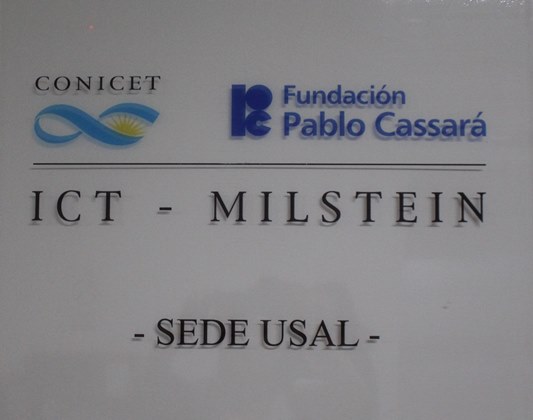 CONICET
Fundación
Pablo Cassará
ICT - MILSTEIN
- SEDE USAL -